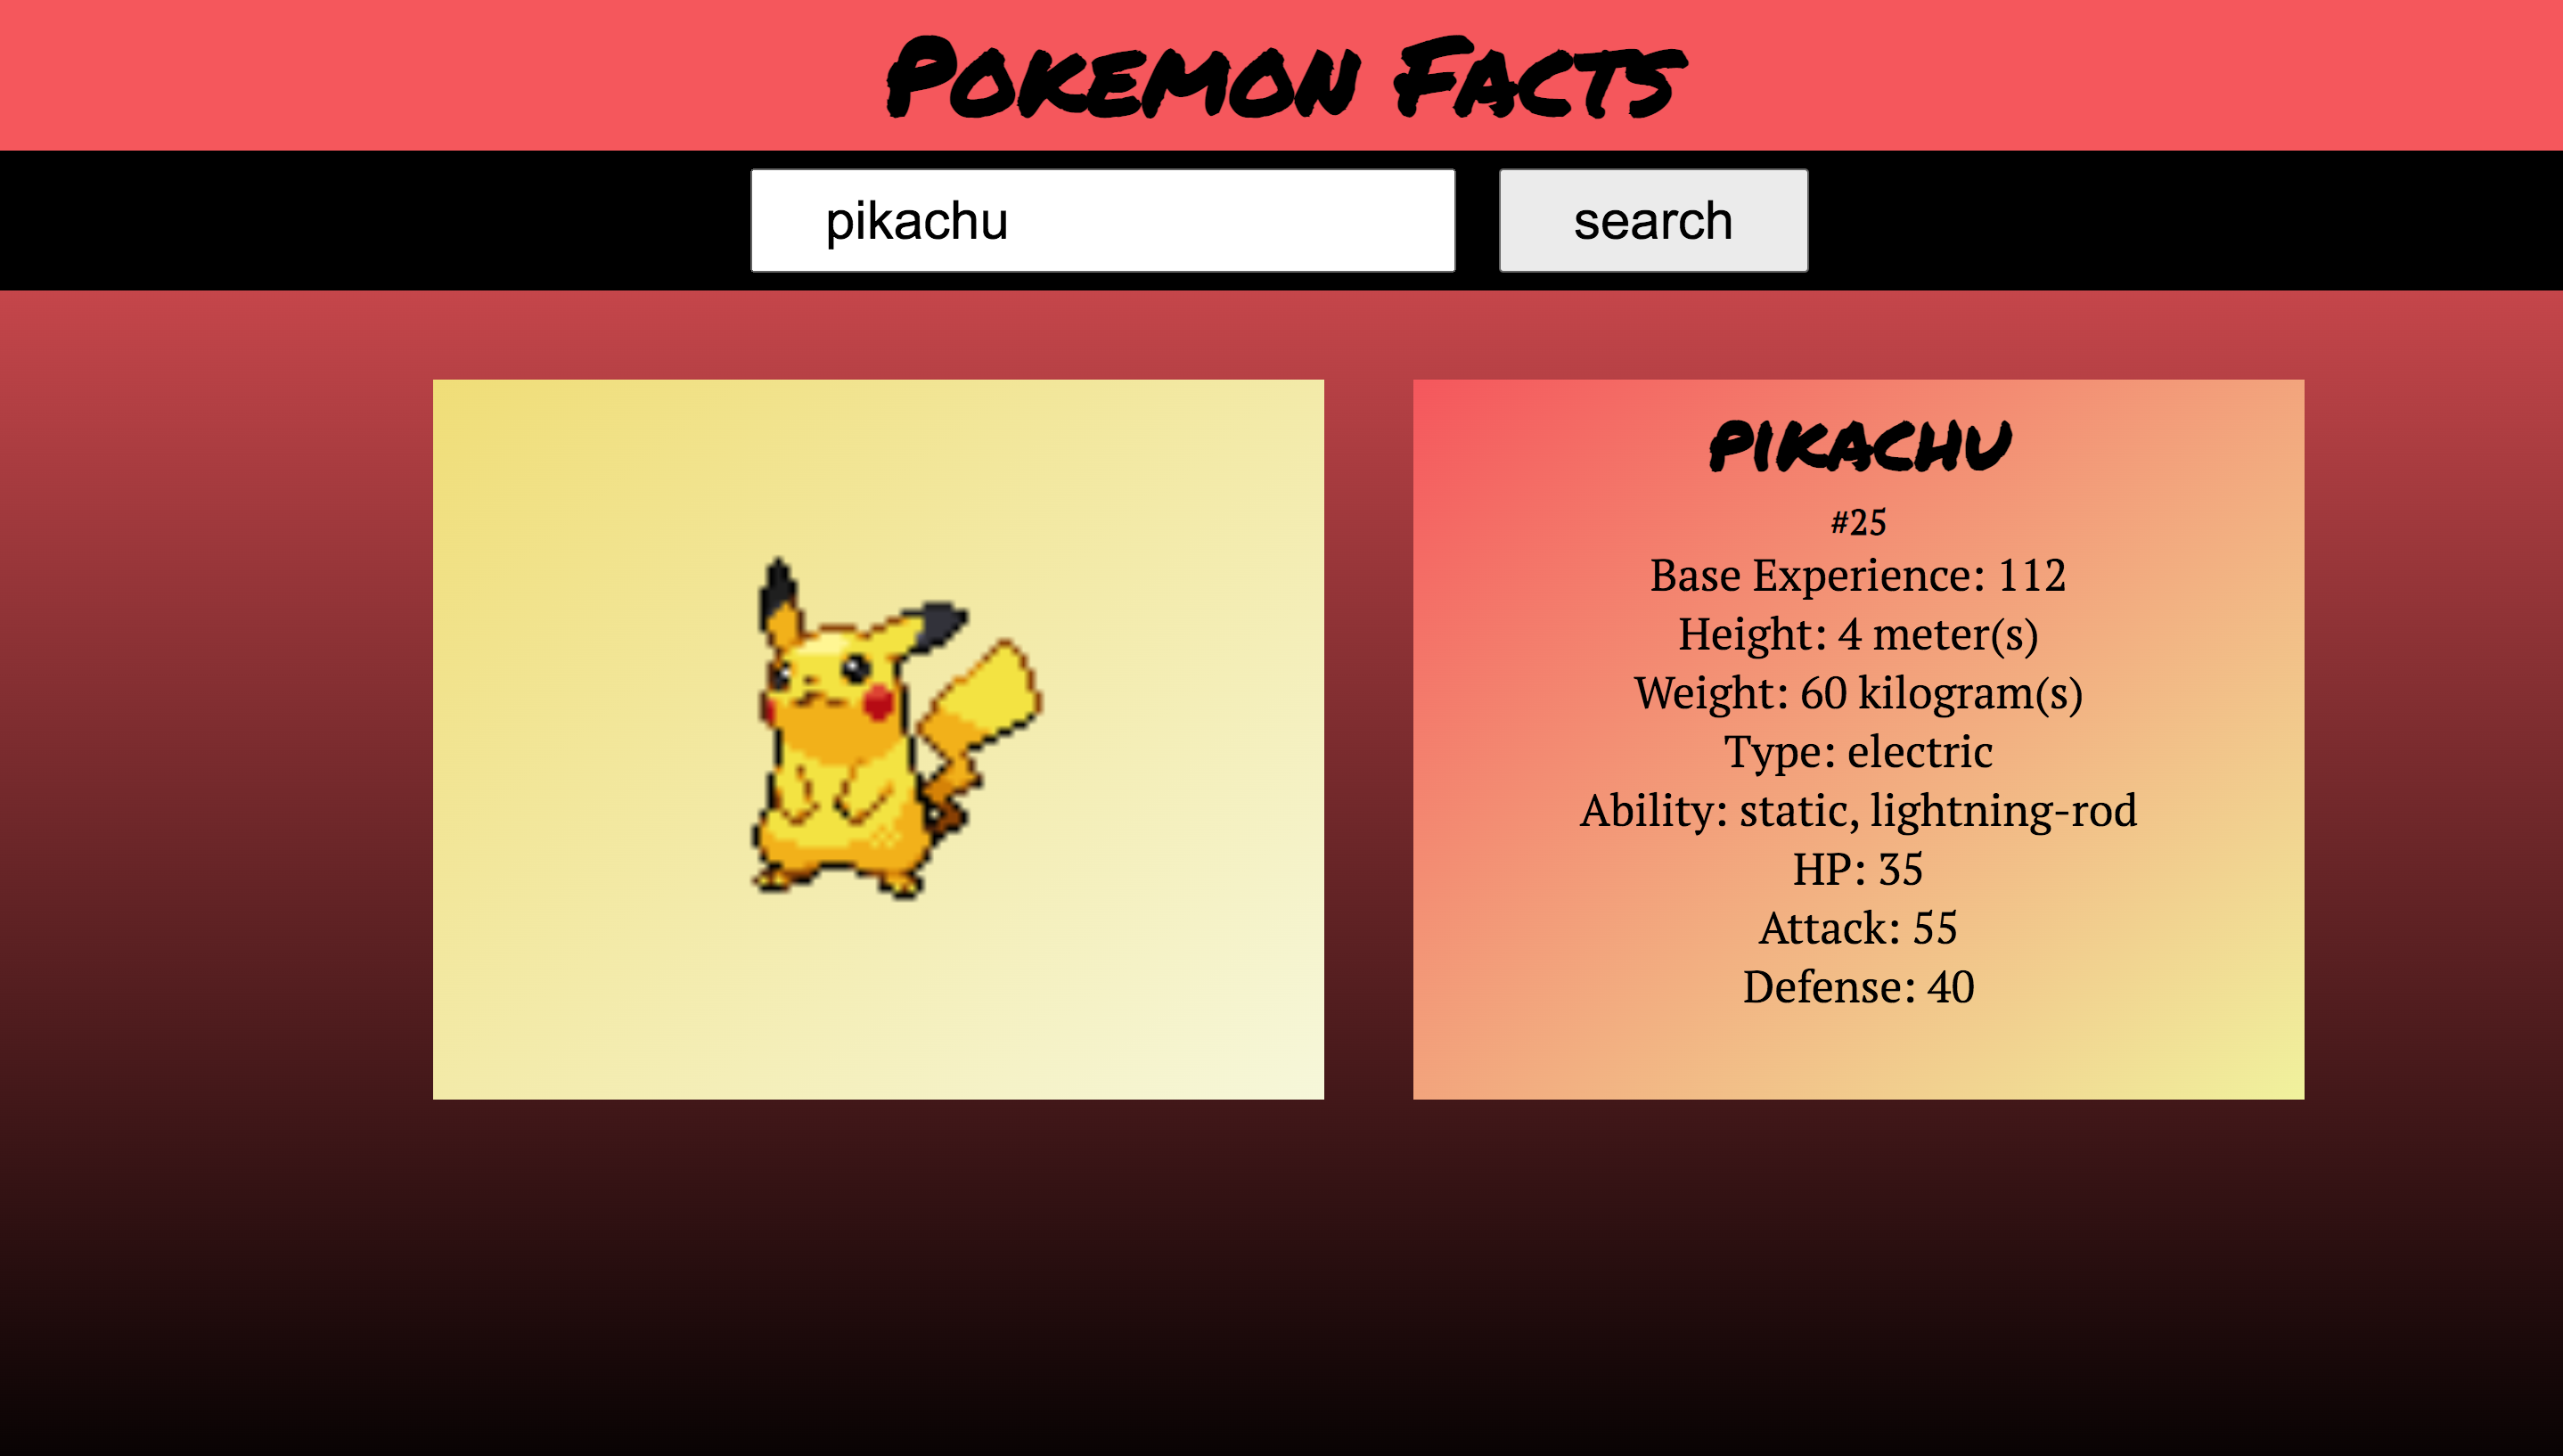 Pokemon Facts
pikachu
search
pikachu
#25
Base Experience: 112
Height: 4 meter(s)
Weight: 60 kilogram(s)
Type: electric
Ability: static, lightning-rod
HP: 35
Attack: 55
Defense: 40